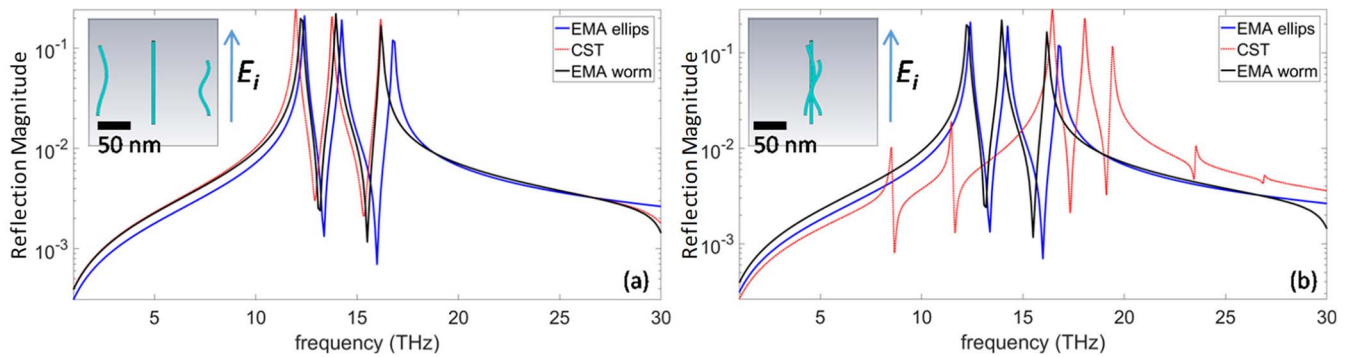 Reflection Magnitude
10-1
10-2
10-3
50 nm
Ei
EMA ellips
CST
EMA worm
(a)
5
10
15
20
25
30
frequency (THz)
Reflection Magnitude
10-1
10-2
10-3
50 nm
Ei
EMA ellips
CST
EMA worm
(b)
5
10
15
20
25
30
frequency (THz)